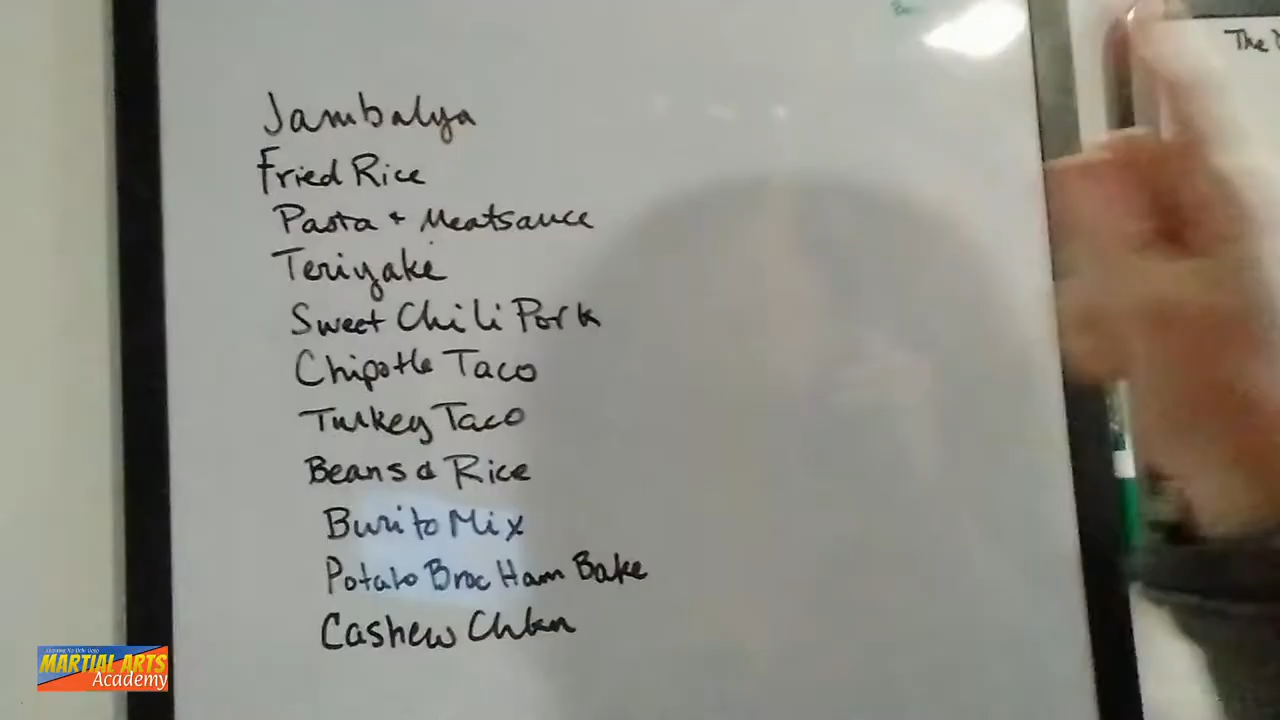 Jambalya
Fried Rice
Pasta + Meatsauce
Teriyake
Sweet Chili Pork
Chipotle Taco
Turkey Taco
Beans & Rice
Burito Mix
Potato Broc Ham Bake
Cashew Chkn
The
MARTIAL ARTS
Academy